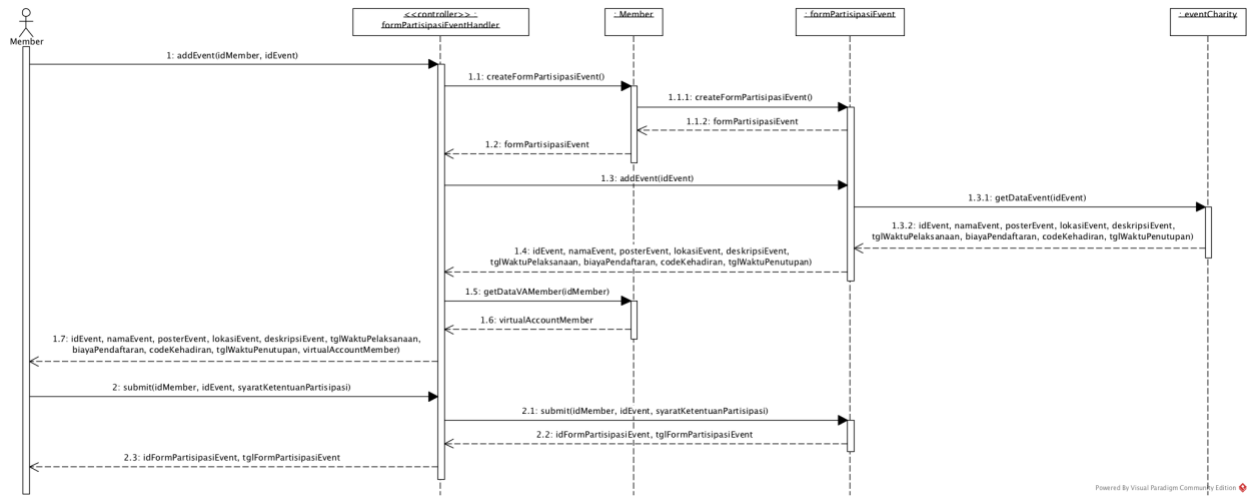 <<controller>> :
formPartisipasiEventHandler
: Member
: formPartisipasiEvent
: eventCharity
Member
1: addEvent(idMember, idEvent)
1.1: createFormPartisipasiEvent()
1.1.1: createFormPartisipasiEvent()
1.1.2: formPartisipasiEvent
1.2: formPartisipasiEvent
1.3: addEvent(idEvent)
1.3.1: getDataEvent(idEvent)
1.3.2: idEvent, namaEvent, posterEvent, lokasiEvent, deskripsiEvent,
tglWaktuPelaksanaan, biayaPendaftaran, codeKehadiran, tglWaktuPenutupan)
1.4: idEvent, namaEvent, posterEvent, lokasiEvent, deskripsiEvent,
tglWaktuPelaksanaan, biayaPendaftaran, codeKehadiran, tglWaktuPenutupan)
1.5: getDataVAMember(idMember)
1.6: virtualAccountMember
1.7: idEvent, namaEvent, posterEvent, lokasiEvent, deskripsiEvent, tglWaktuPelaksanaan,
biayaPendaftaran, codeKehadiran, tglWaktuPenutupan, virtualAccountMember)
2: submit(idMember, idEvent, syaratKetentuanPartisipasi)
2.1: submit(idMember, idEvent, syaratKetentuanPartisipasi)
2.2: idFormPartisipasiEvent, tglFormPartisipasiEvent
2.3: idFormPartisipasiEvent, tglFormPartisipasiEvent
Powered By Visual Paradigm Community Edition